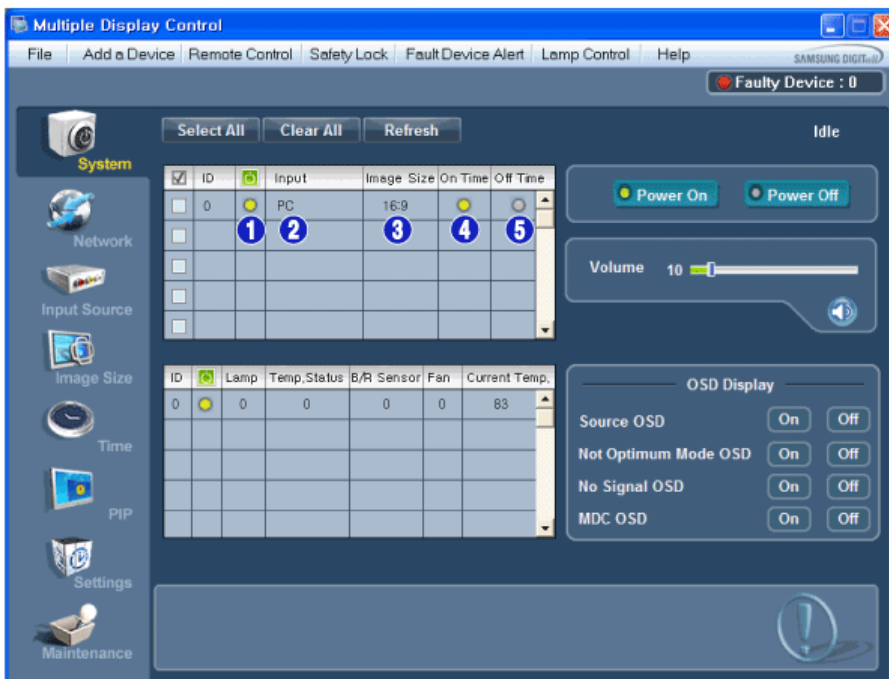 Multiple Display Control
File Add a Device Remote Control Safety Lock Fault Device Alert Lamp Control Help
SAMSUNG DIGITall
Faulty Device : 0
System
Network
Input Source
Image Size
Time
PIP
Settings
Maintenance
Select All Clear All Refresh Idle
ID Input Image Size On Time Off Time
0 PC 16:9
1 2 3 4 5
Power On Power Off
Volume 10
ID Lamp Temp,Status B/R Sensor Fan Current Temp,
0 0 0 0 0 83
OSD Display
Source OSD On Off
Not Optimum Mode OSD On Off
No Signal OSD On Off
MDC OSD On Off